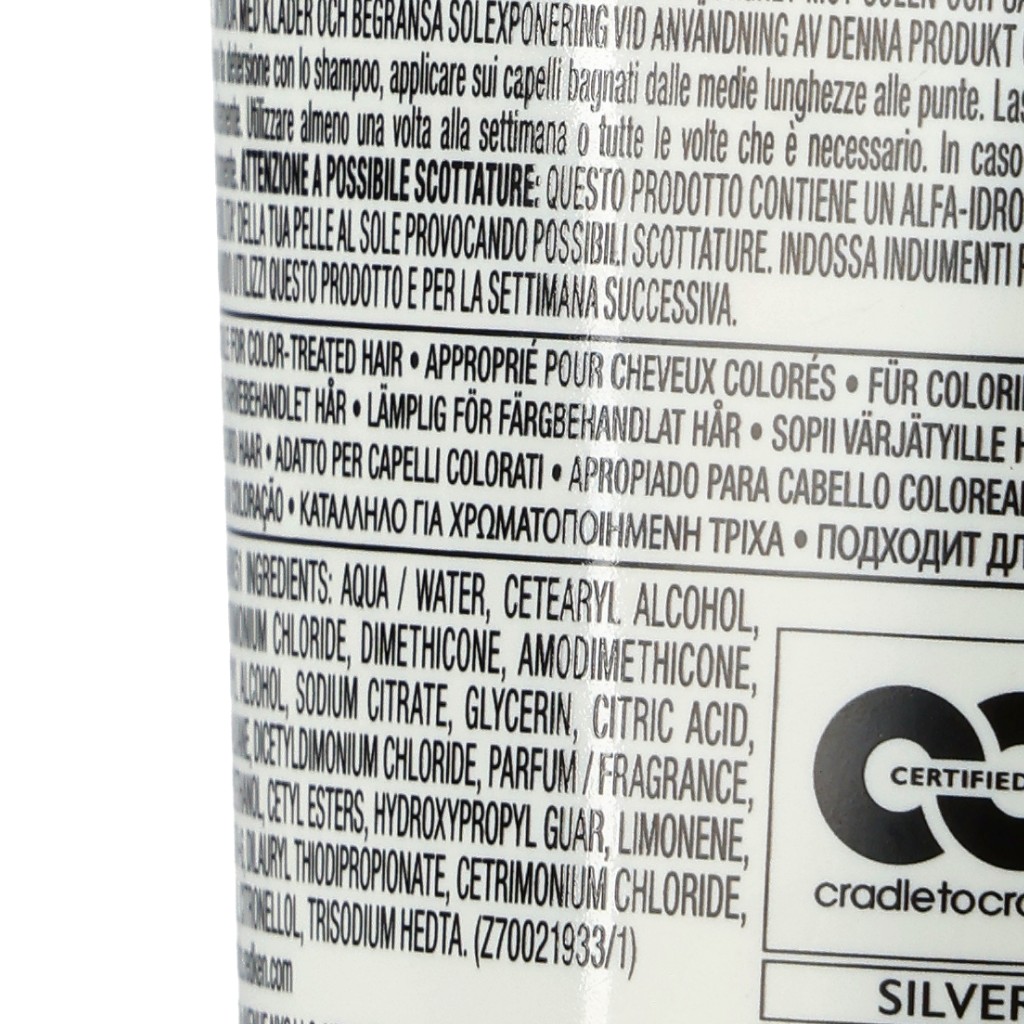 MED KLÄDER OCH BEGRÄNSA SOLEXPONERING VID ANVÄNDNING AV DENNA PRODUKT
con lo shampoo, applicare sui capelli bagnati dalle medie lunghezze alle punte. Las
Utilizzare almeno una volta alla settimana o tutte le volte che è necessario. In caso
ATTENZIONE A POSSIBILE SCOTTATURE: QUESTO PRODOTTO CONTIENE UN ALFA-IDRO
DELLA TUA PELLE AL SOLE PROVOCANDO POSSIBILI SCOTTATURE. INDOSSA INDUMENTI
UTILIZZI QUESTO PRODOTTO E PER LA SETTIMANA SUCCESSIVA.
FOR COLOR-TREATED HAIR • APPROPRIÉ POUR CHEVEUX COLORÉS • FÜR COLORI
HÅR • LÄMPLIG FÖR FÄRGBEHANDLAT HÅR • SOPII VÄRJÄTYILLE H
HAAR • ADATTO PER CAPELLI COLORATI • APROPIADO PARA CABELLO COLOREA
COLORAÇÃO • ΚΑΤΑΛΛΗΛΟ ΓΙΑ ΧΡΩΜΑΤΟΠΟΙΗΜΕΝΗ ΤΡΙΧΑ • ПОДХОДИТ ДЛ
INGREDIENTS: AQUA / WATER, CETEARYL ALCOHOL,
CHLORIDE, DIMETHICONE, AMODIMETHICONE,
ALCOHOL, SODIUM CITRATE, GLYCERIN, CITRIC ACID,
DICETYLDIMONIUM CHLORIDE, PARFUM / FRAGRANCE,
CETYL ESTERS, HYDROXYPROPYL GUAR, LIMONENE,
DILAURYL THIODIPROPIONATE, CETRIMONIUM CHLORIDE,
TRISODIUM HEDTA. (Z70021933/1)
CERTIFIED
cradletocra
SILVER